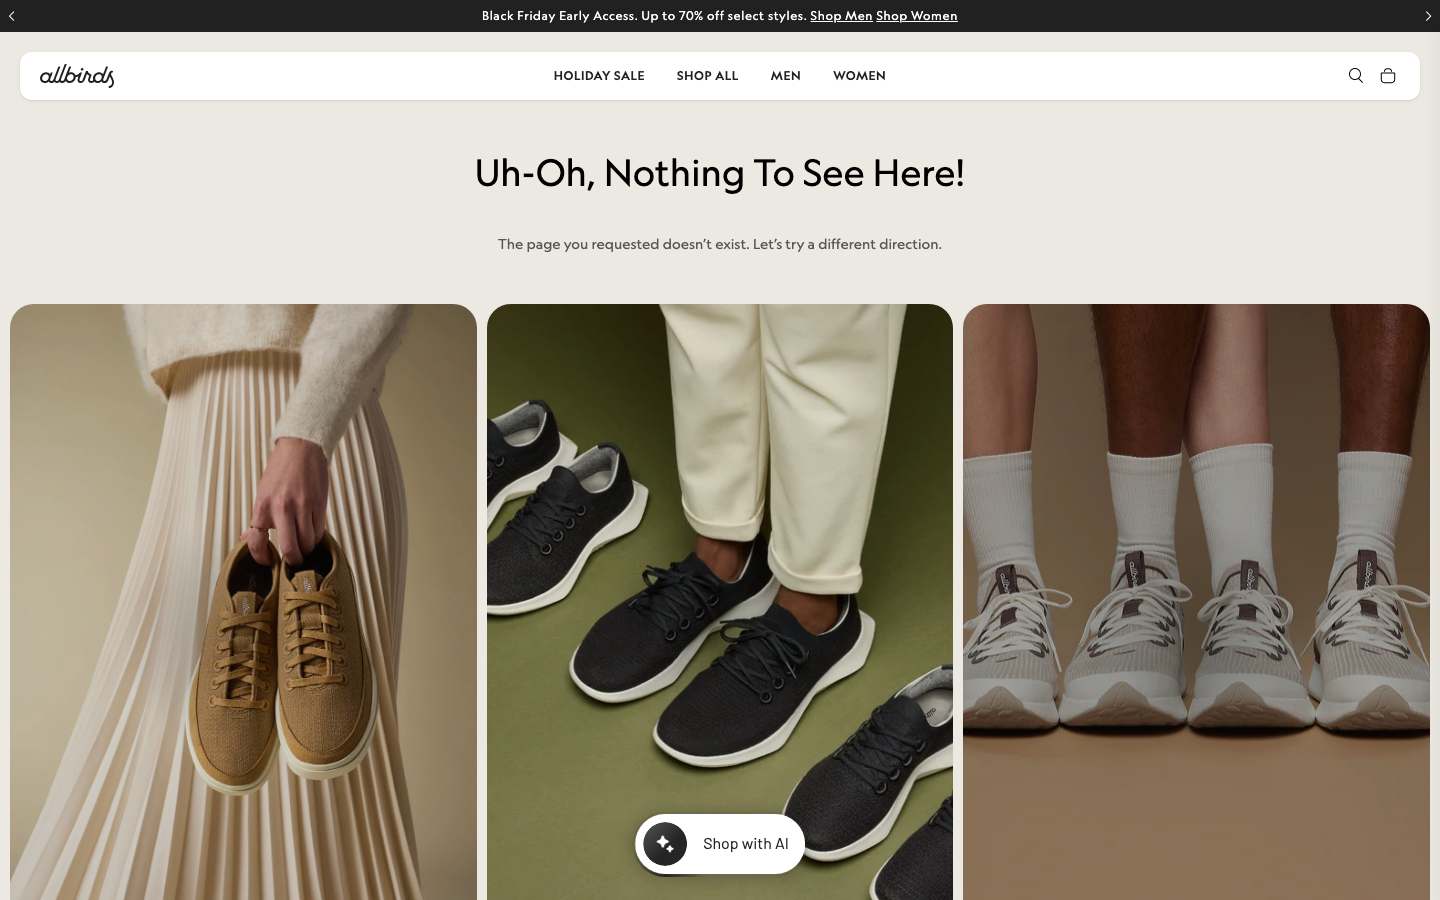 Black Friday Early Access. Up to 70% off select styles. Shop Men Shop Women
allbirds
HOLIDAY SALE SHOP ALL MEN WOMEN
Uh-Oh, Nothing To See Here!
The page you requested doesn't exist. Let's try a different direction.
Shop with AI